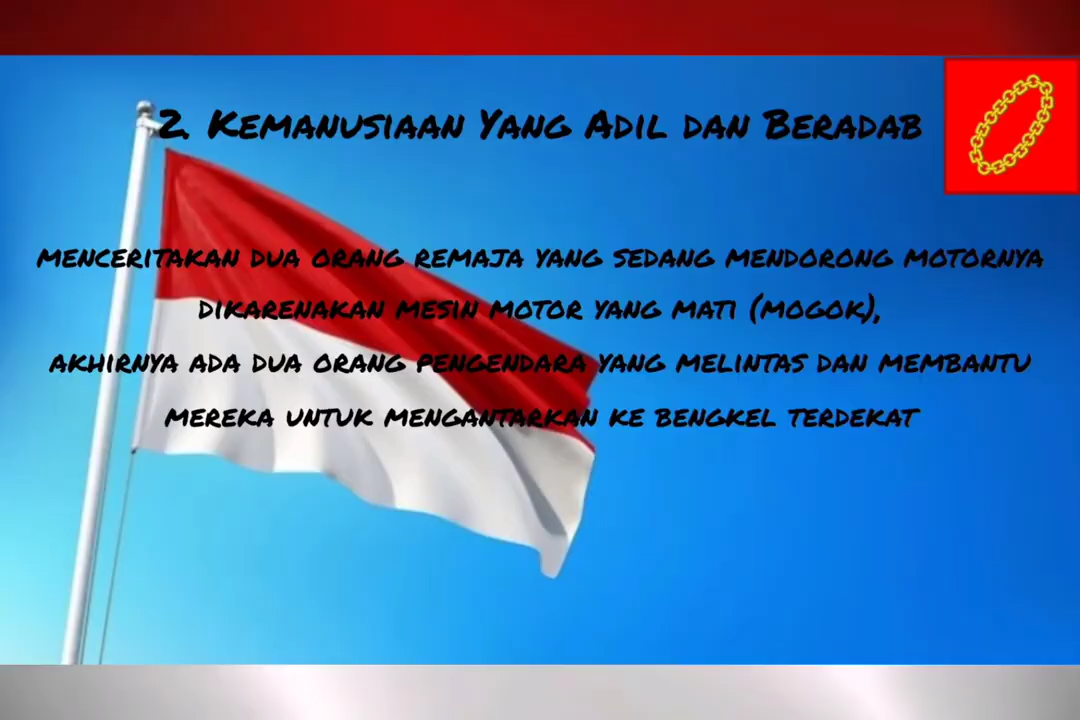 2. Kemanusiaan Yang Adil dan Beradab
menceritakan dua orang remaja yang sedang mendorong motornya
dikarenakan mesin motor yang mati (mogok),
akhirnya ada dua orang pengendara yang melintas dan membantu
mereka untuk mengantarkan ke bengkel terdekat